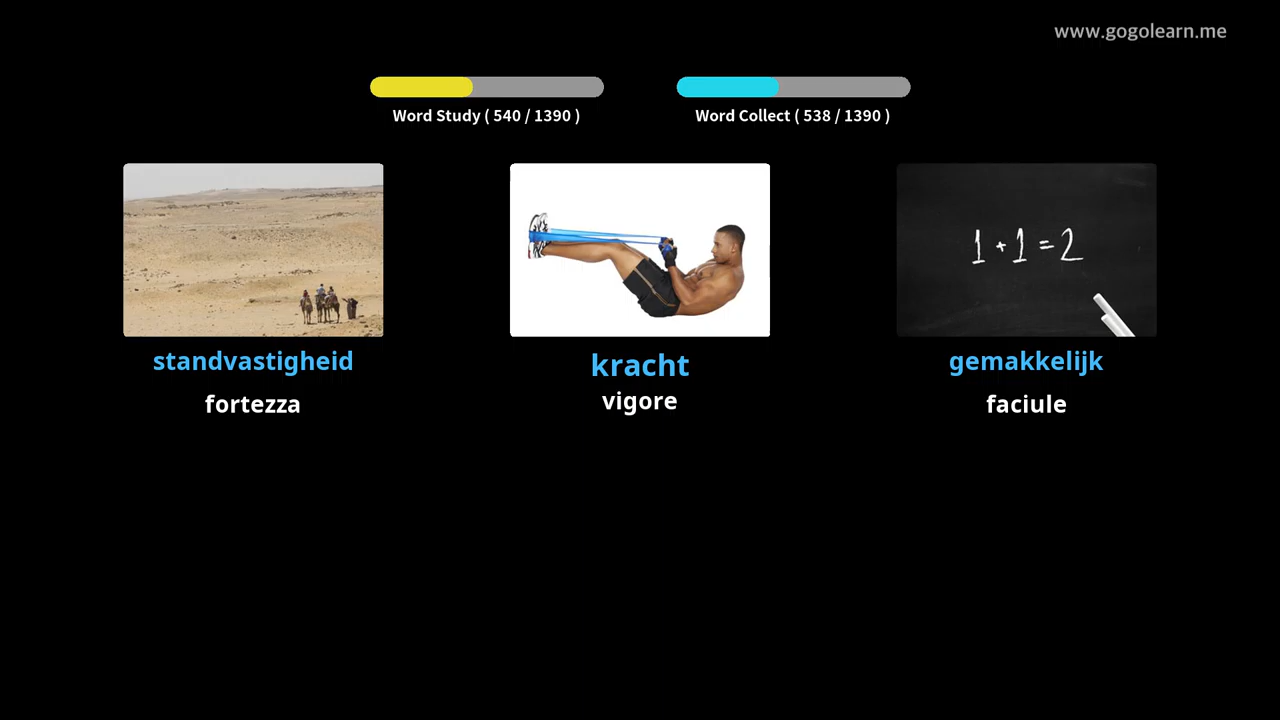 www.gogolearn.me
Word Study ( 540 / 1390 )
Word Collect ( 538 / 1390 )
1 + 1 = 2
standvastigheid
kracht
gemakkelijk
fortezza
vigore
faciule